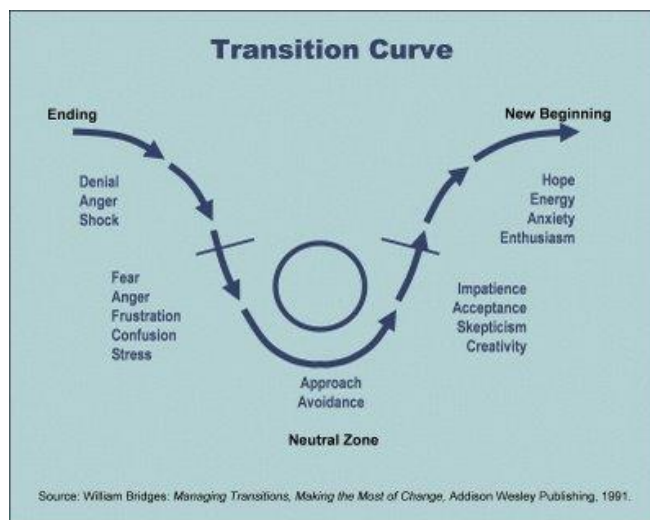 Transition Curve
Ending
New Beginning
Denial
Anger
Shock
Hope
Energy
Anxiety
Enthusiasm
Fear
Anger
Frustration
Confusion
Stress
Impatience
Acceptance
Skepticism
Creativity
Approach
Avoidance
Neutral Zone
Source: William Bridges: Managing Transitions, Making the Most of Change, Addison Wesley Publishing, 1991.